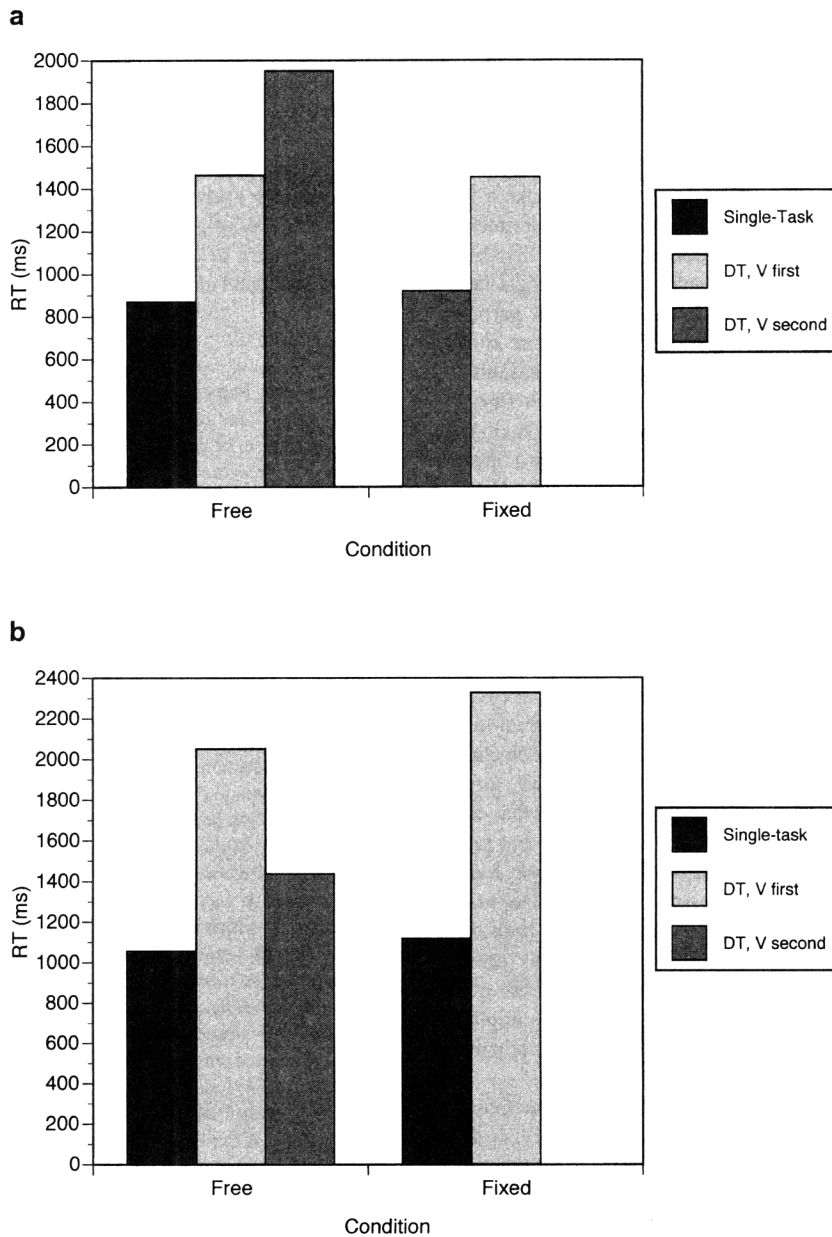 a
2000
1800
1600
1400
1200
1000
800
600
400
200
0
RT (ms)
Free
Fixed
Condition
Single-Task
DT, V first
DT, V second
b
2400
2200
2000
1800
1600
1400
1200
1000
800
600
400
200
0
RT (ms)
Free
Fixed
Condition
Single-task
DT, V first
DT, V second